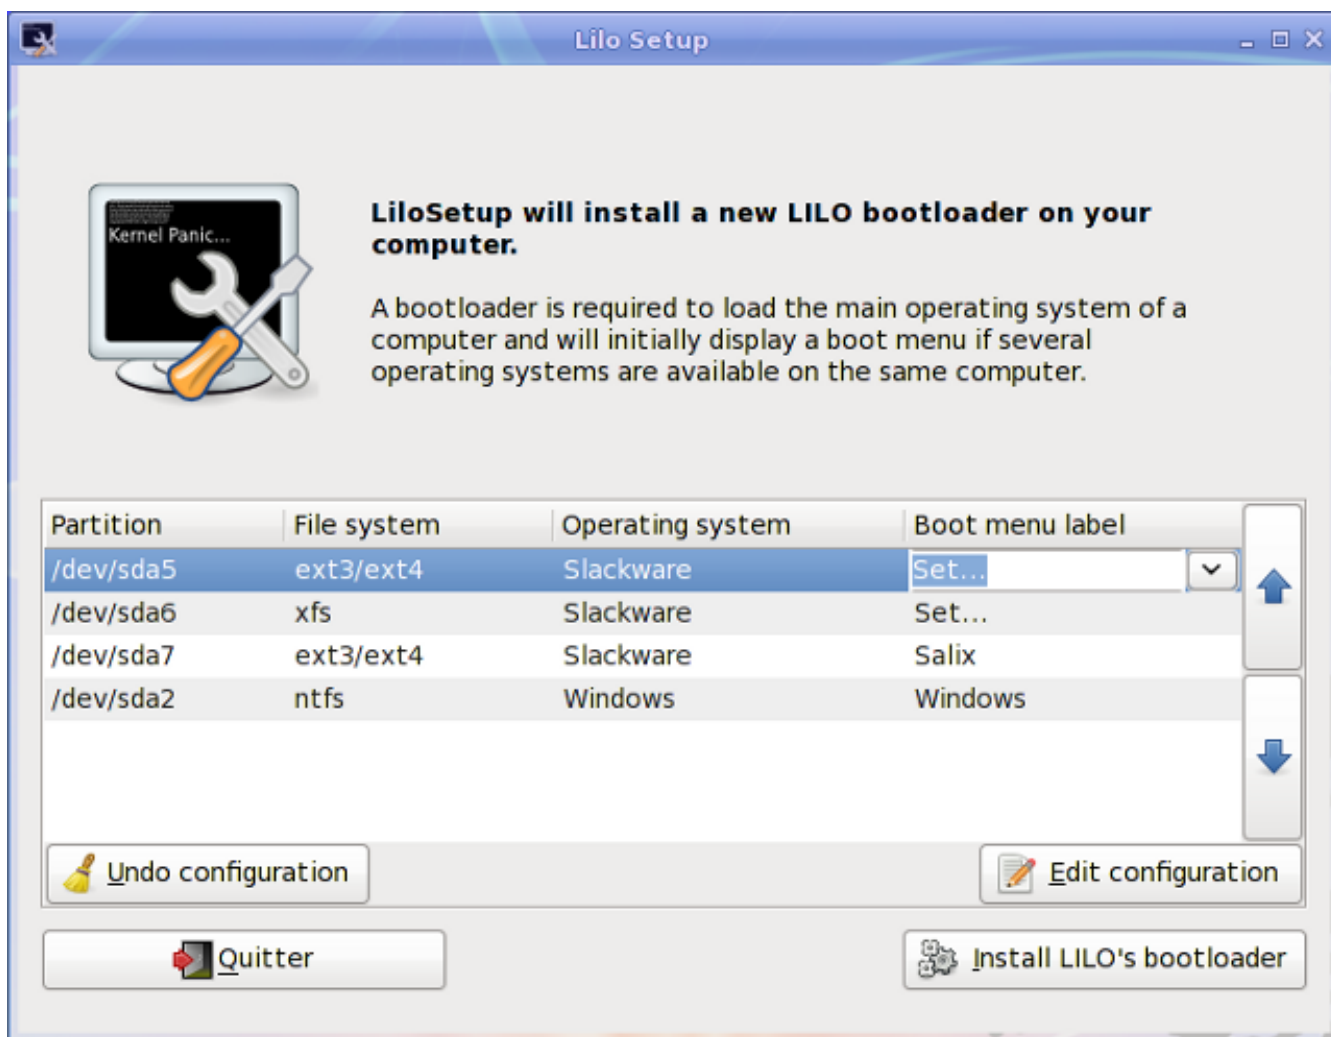 Lilo Setup
Kernel Panic...
LiloSetup will install a new LILO bootloader on your
computer.
A bootloader is required to load the main operating system of a
computer and will initially display a boot menu if several
operating systems are available on the same computer.
Partition File system Operating system Boot menu label
/dev/sda5 ext3/ext4 Slackware Set...
/dev/sda6 xfs Slackware Set...
/dev/sda7 ext3/ext4 Slackware Salix
/dev/sda2 ntfs Windows Windows
Undo configuration Edit configuration
Quitter Install LILO's bootloader